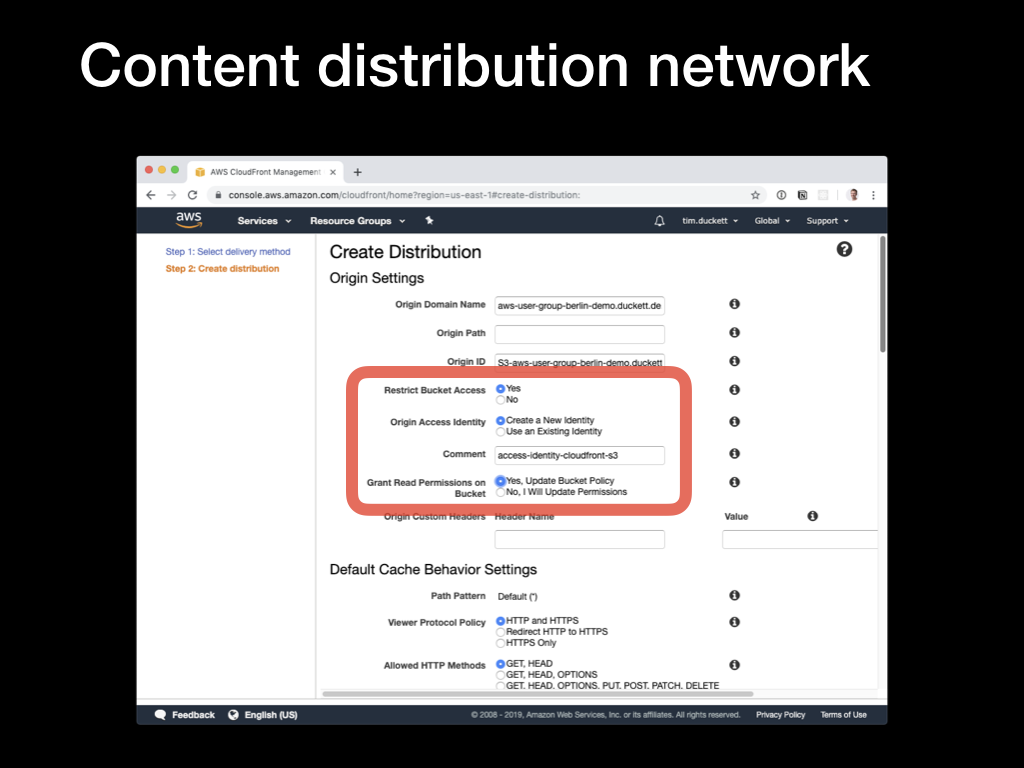 Content distribution network
AWS CloudFront Management
console.aws.amazon.com/cloudfront/home?region=us-east-1#create-distribution:
aws Services Resource Groups tim.duckett Global Support
Step 1: Select delivery method
Step 2: Create distribution
Create Distribution
Origin Settings
Origin Domain Name aws-user-group-berlin-demo.duckett.de
Origin Path
Origin ID S3-aws-user-group-berlin-demo.duckett
Restrict Bucket Access Yes
No
Origin Access Identity Create a New Identity
Use an Existing Identity
Comment access-identity-cloudfront-s3
Grant Read Permissions on Bucket Yes, Update Bucket Policy
No, I Will Update Permissions
Origin Custom Headers Header Name Value
Default Cache Behavior Settings
Path Pattern Default (*)
Viewer Protocol Policy HTTP and HTTPS
Redirect HTTP to HTTPS
HTTPS Only
Allowed HTTP Methods GET, HEAD
GET, HEAD, OPTIONS
GET, HEAD, OPTIONS, PUT, POST, PATCH, DELETE
Feedback English (US) © 2008 - 2019, Amazon Web Services, Inc. or its affiliates. All rights reserved. Privacy Policy Terms of Use